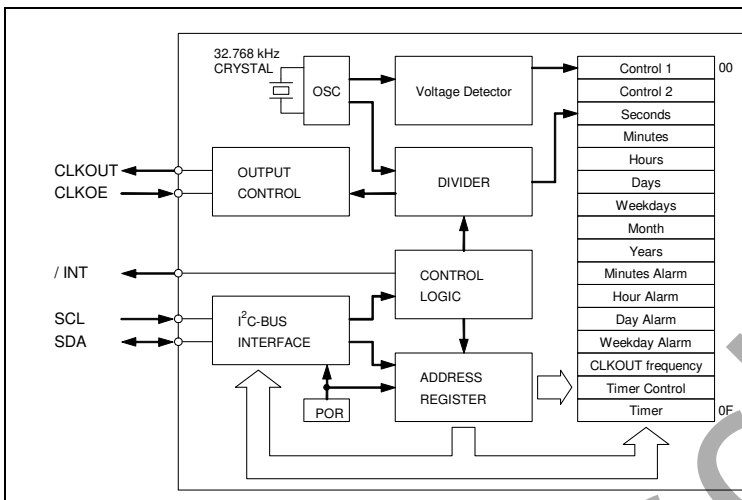 32.768 kHz
CRYSTAL
OSC
Voltage Detector
Control 1
00
Control 2
Seconds
Minutes
Hours
Days
Weekdays
Month
Years
Minutes Alarm
Hour Alarm
Day Alarm
Weekday Alarm
CLKOUT frequency
Timer Control
Timer
0F
CLKOUT
CLKOE
OUTPUT
CONTROL
DIVIDER
/ INT
CONTROL
LOGIC
SCL
SDA
I²C-BUS
INTERFACE
ADDRESS
REGISTER
POR